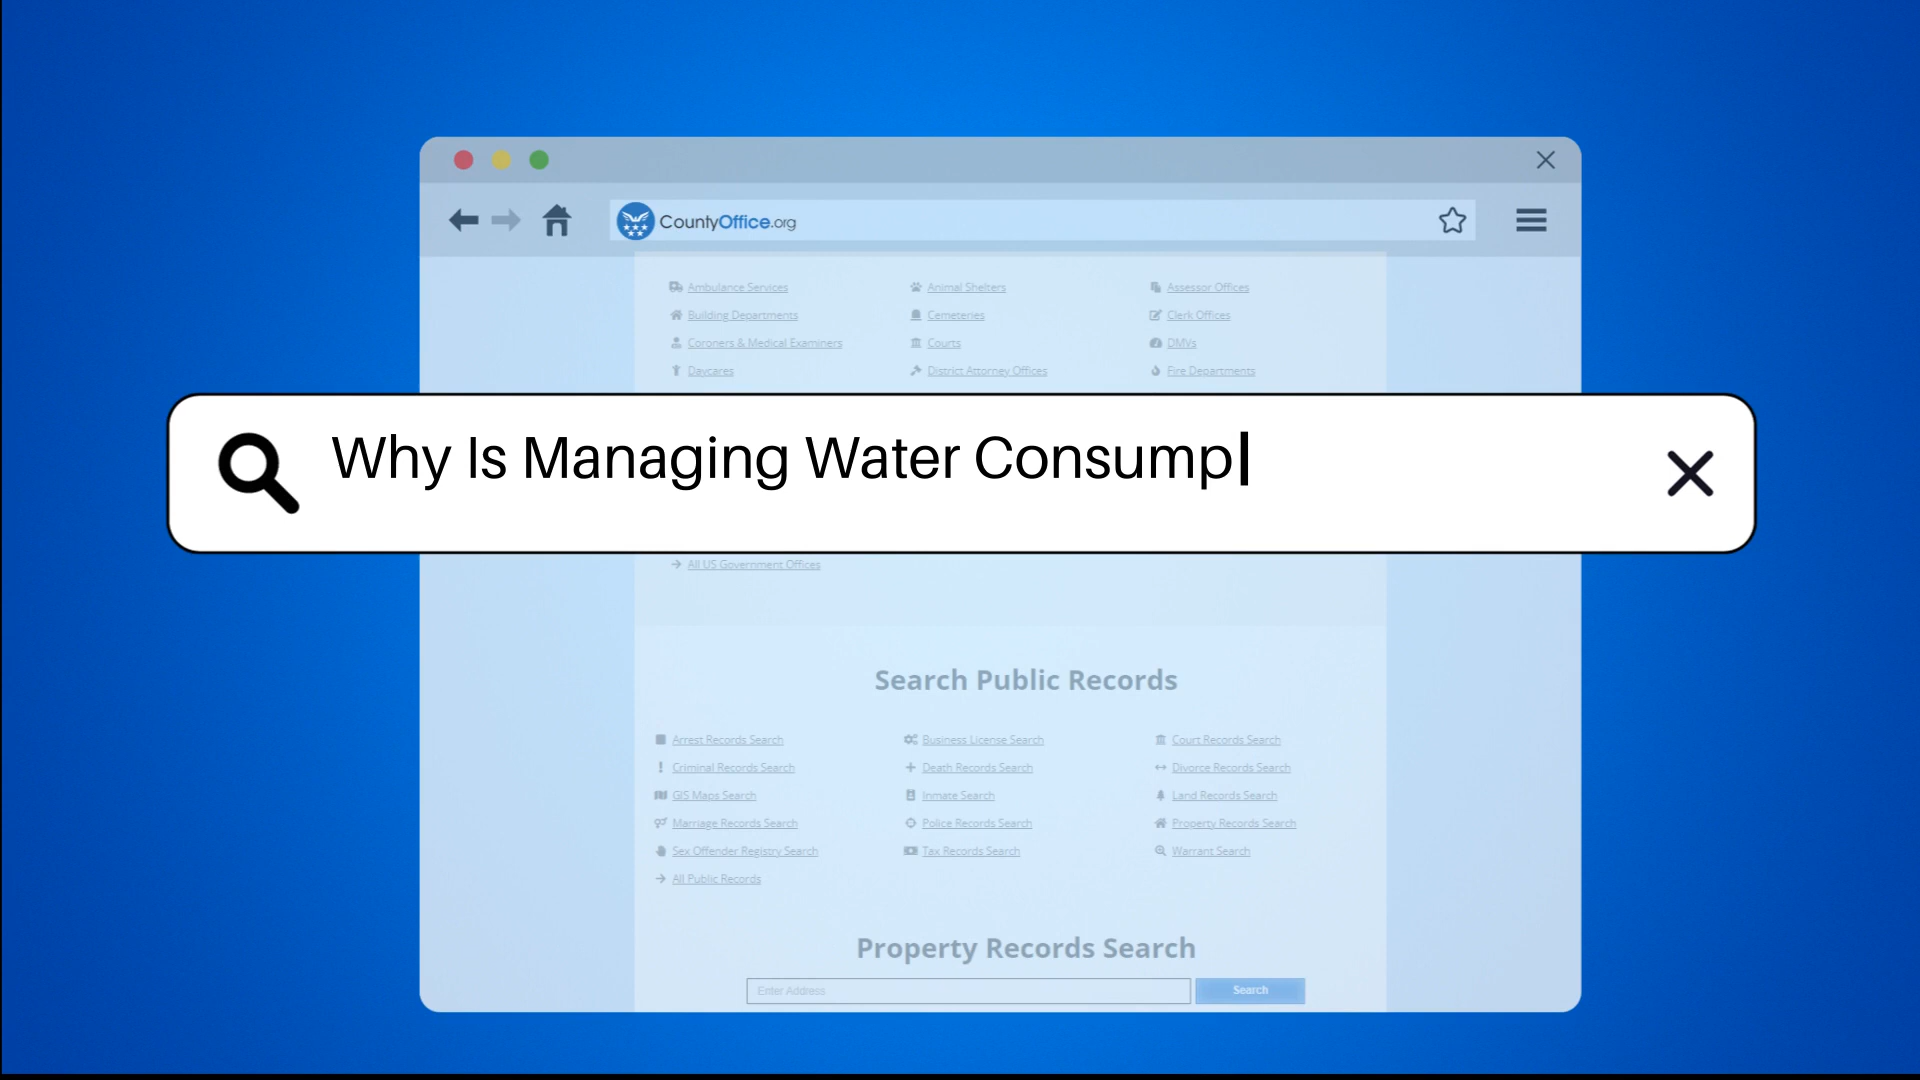 CountyOffice.org
Ambulance Services Animal Shelters Assessor Offices
Building Departments Cemeteries Clerk Offices
Coroners & Medical Examiners Courts DMVs
Daycares District Attorney Offices Fire Departments
Why Is Managing Water Consump
All US Government Offices
Search Public Records
Arrest Records Search Business License Search Court Records Search
Criminal Records Search Death Records Search Divorce Records Search
GIS Maps Search Inmate Search Land Records Search
Marriage Records Search Police Records Search Property Records Search
Sex Offender Registry Search Tax Records Search Warrant Search
All Public Records
Property Records Search
Enter Address Search